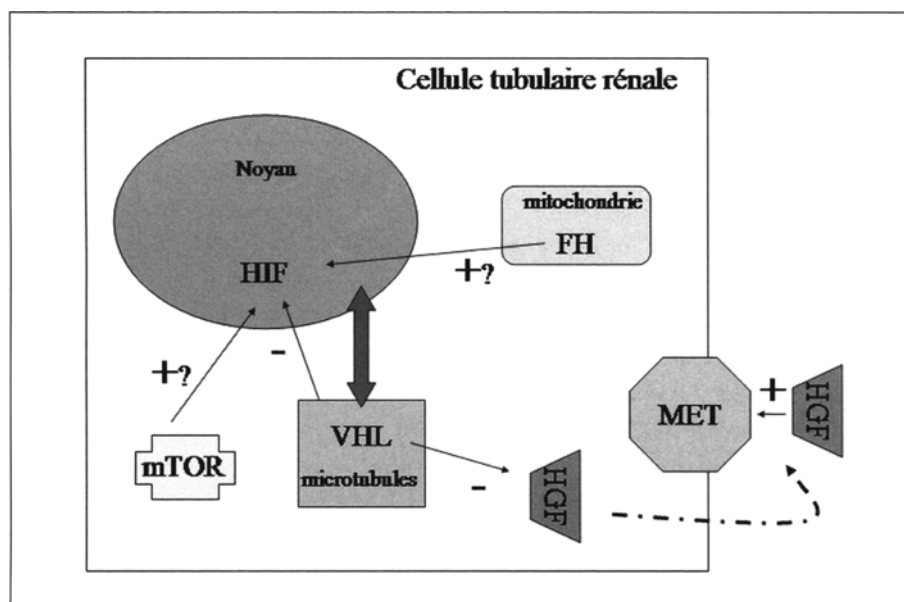 Cellule tubulaire rénale
Noyau
mitochondrie
FH
HIF
+?
-
+?
mTOR
VHL
microtubules
-
HGF
MET
+
HGF